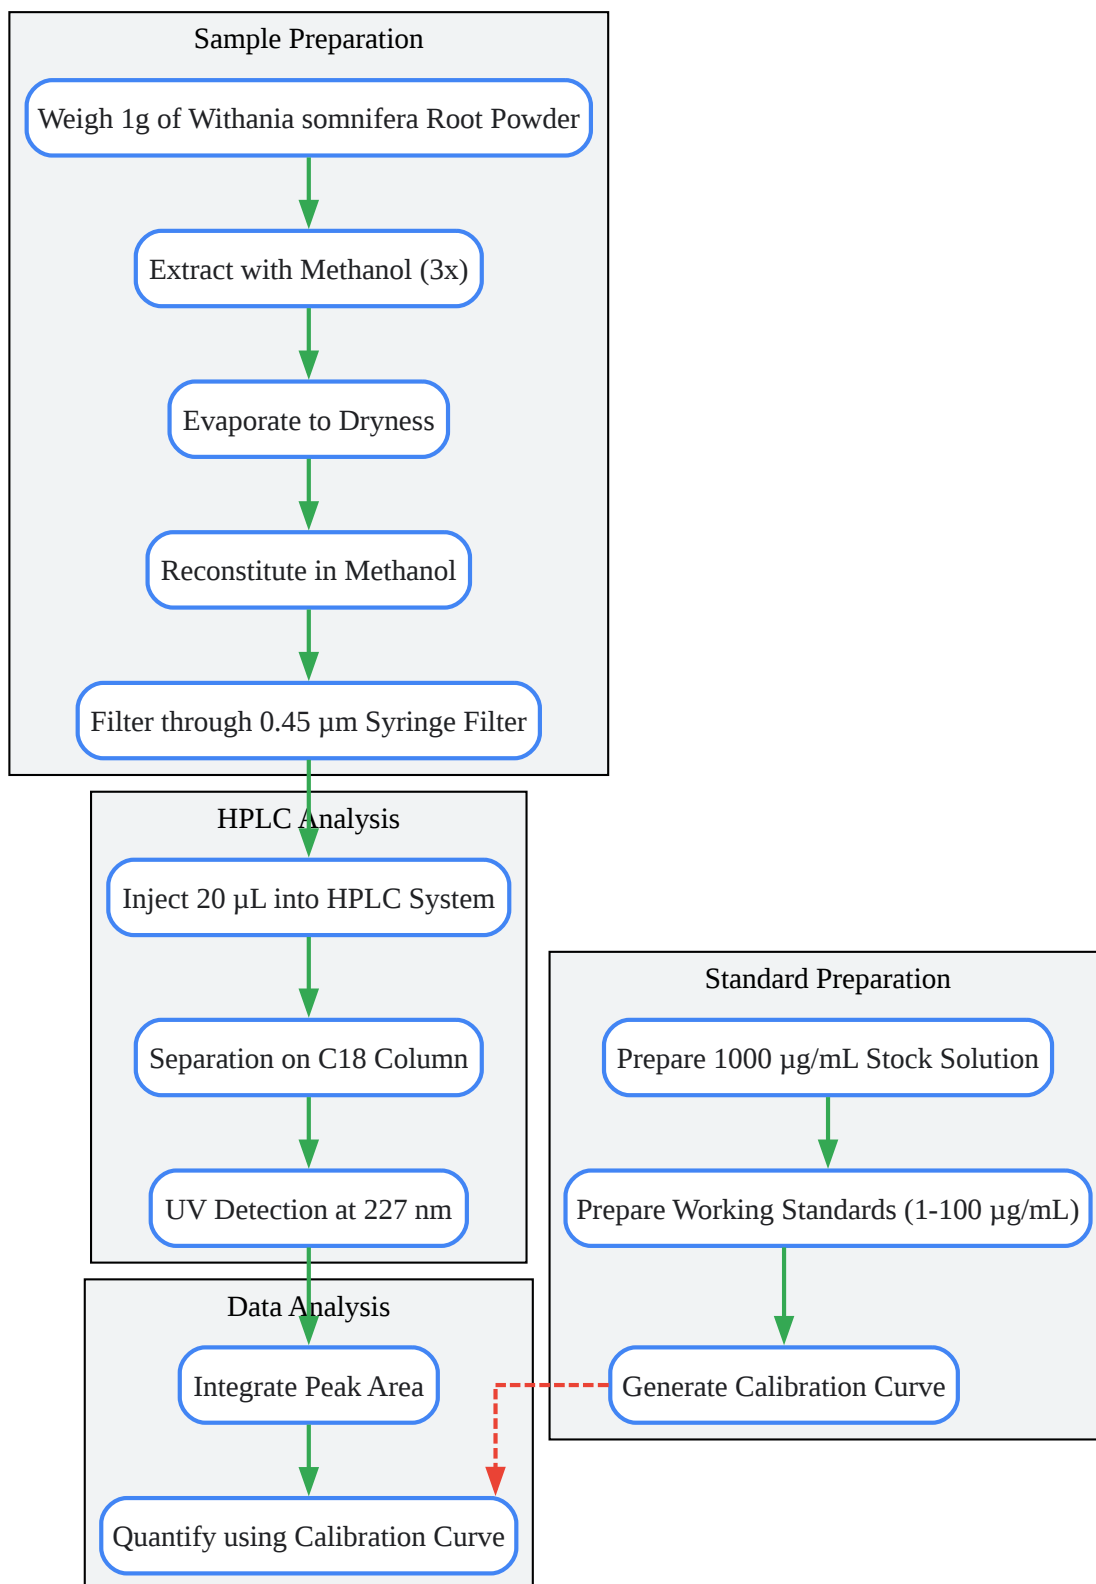 Sample Preparation
Weigh 1g of Withania somnifera Root Powder
Extract with Methanol (3x)
Evaporate to Dryness
Reconstitute in Methanol
Filter through 0.45 µm Syringe Filter
HPLC Analysis
Inject 20 µL into HPLC System
Separation on C18 Column
UV Detection at 227 nm
Standard Preparation
Prepare 1000 µg/mL Stock Solution
Prepare Working Standards (1-100 µg/mL)
Generate Calibration Curve
Data Analysis
Integrate Peak Area
Quantify using Calibration Curve